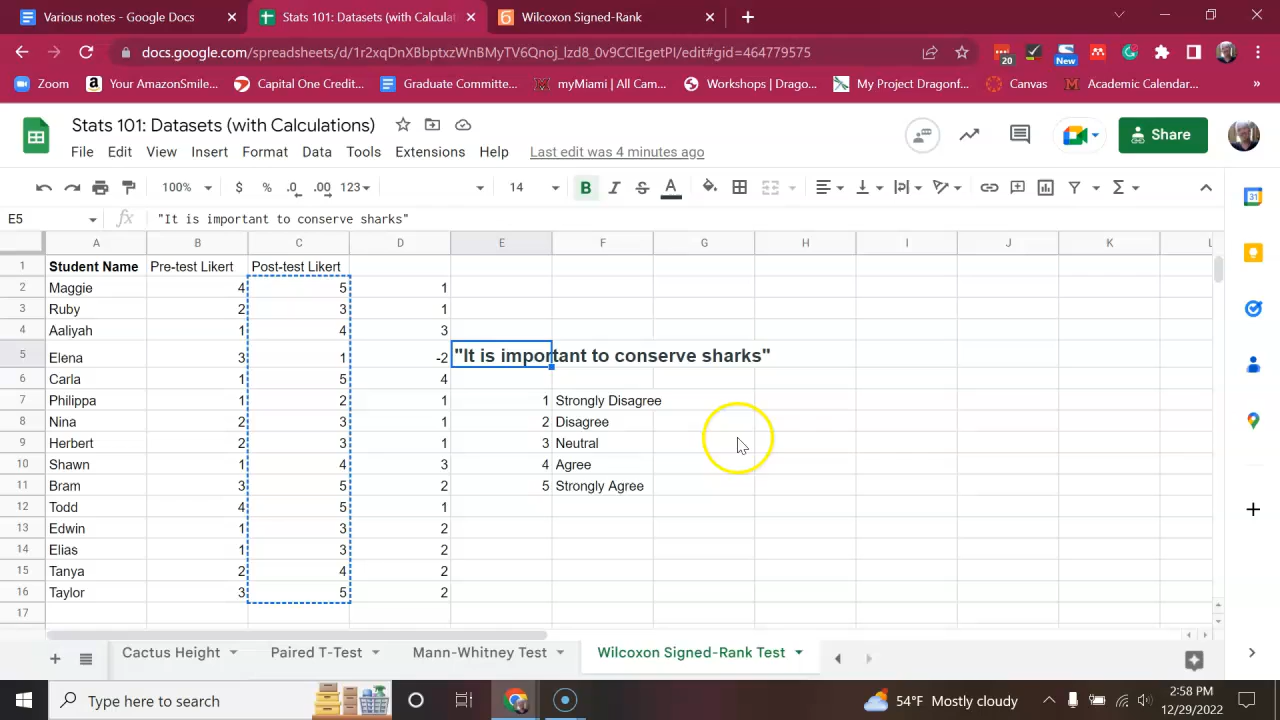 Various notes - Google Docs
Stats 101: Datasets (with Calculat
Wilcoxon Signed-Rank
docs.google.com/spreadsheets/d/1r2xqDnXBbptxzWnBMyTV6Qnoj_lzd8_0v9CCIEgetPI/edit#gid=464779575
20
New
Zoom
Your AmazonSmile...
Capital One Credit...
Graduate Committe...
myMiami | All Cam...
Workshops | Drago...
My Project Dragonf...
Canvas
Academic Calendar...
»
Stats 101: Datasets (with Calculations)
File Edit View Insert Format Data Tools Extensions Help Last edit was 4 minutes ago
Share
100% $ % .0 .00 123 14 B I S A
E5 fx "It is important to conserve sharks"
A B C D E F G H I J K L
1 Student Name Pre-test Likert Post-test Likert
2 Maggie 4 5 1
3 Ruby 2 3 1
4 Aaliyah 1 4 3
5 Elena 3 1 -2 "It is important to conserve sharks"
6 Carla 1 5 4
7 Philippa 1 2 1 1 Strongly Disagree
8 Nina 2 3 1 2 Disagree
9 Herbert 2 3 1 3 Neutral
10 Shawn 1 4 3 4 Agree
11 Bram 3 5 2 5 Strongly Agree
12 Todd 4 5 1
13 Edwin 1 3 2
14 Elias 1 3 2
15 Tanya 2 4 2
16 Taylor 3 5 2
17
Cactus Height Paired T-Test Mann-Whitney Test Wilcoxon Signed-Rank Test
31
Type here to search
54°F Mostly cloudy
2:58 PM
12/29/2022